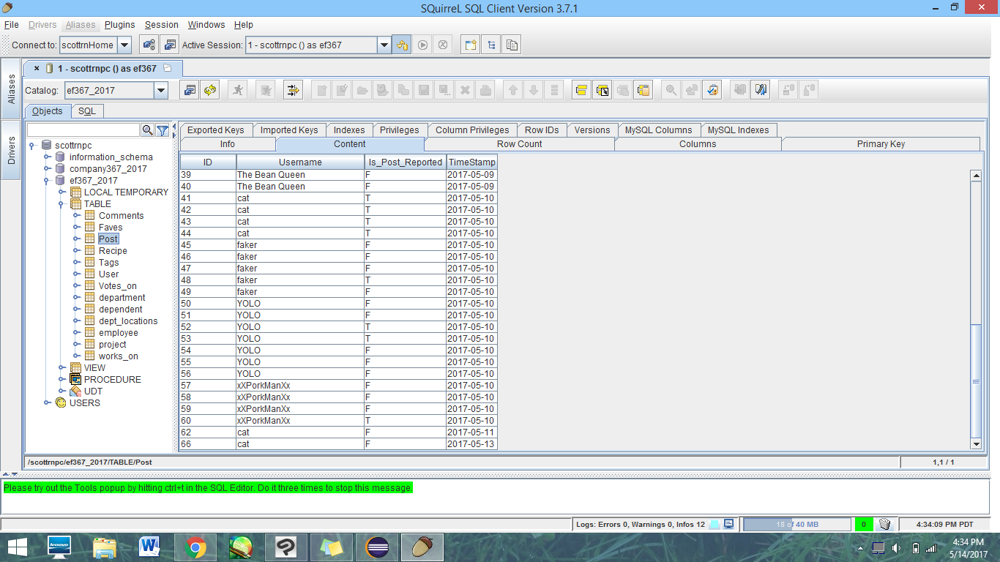 SQuirreL SQL Client Version 3.7.1
File Drivers Aliases Plugins Session Windows Help
Connect to: scottrnHome Active Session: 1 - scottrnpc () as ef367
1 - scottrnpc () as ef367
Aliases
Drivers
Catalog: ef367_2017
Objects SQL
scottrnpc
information_schema
company367_2017
ef367_2017
LOCAL TEMPORARY
TABLE
Comments
Faves
Post
Recipe
Tags
User
Votes_on
department
dependent
dept_locations
employee
project
works_on
VIEW
PROCEDURE
UDT
USERS
Exported Keys Imported Keys Indexes Privileges Column Privileges Row IDs Versions MySQL Columns MySQL Indexes
Info Content Row Count Columns Primary Key
ID Username Is_Post_Reported TimeStamp
39 The Bean Queen F 2017-05-09
40 The Bean Queen F 2017-05-09
41 cat T 2017-05-10
42 cat T 2017-05-10
43 cat T 2017-05-10
44 cat T 2017-05-10
45 faker F 2017-05-10
46 faker F 2017-05-10
47 faker F 2017-05-10
48 faker T 2017-05-10
49 faker F 2017-05-10
50 YOLO F 2017-05-10
51 YOLO F 2017-05-10
52 YOLO T 2017-05-10
53 YOLO T 2017-05-10
54 YOLO F 2017-05-10
55 YOLO F 2017-05-10
56 YOLO F 2017-05-10
57 xXPorkManXx F 2017-05-10
58 xXPorkManXx F 2017-05-10
59 xXPorkManXx F 2017-05-10
60 xXPorkManXx T 2017-05-10
62 cat F 2017-05-11
66 cat F 2017-05-13
/scottrnpc/ef367_2017/TABLE/Post 1,1 / 1
Please try out the Tools popup by hitting ctrl+t in the SQL Editor. Do it three times to stop this message.
Logs: Errors 0, Warnings 0, Infos 12 18 of 40 MB 0 4:34:09 PM PDT
lenovo
4:34 PM
5/14/2017